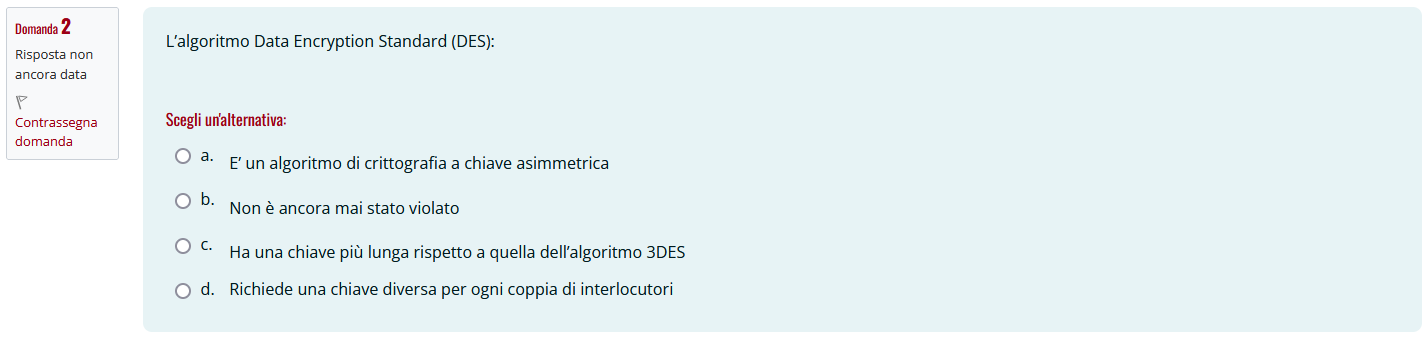 Domanda 2
Risposta non
ancora data
Contrassegna
domanda
L’algoritmo Data Encryption Standard (DES):
Scegli un'alternativa:
a. E’ un algoritmo di crittografia a chiave asimmetrica
b. Non è ancora mai stato violato
c. Ha una chiave più lunga rispetto a quella dell’algoritmo 3DES
d. Richiede una chiave diversa per ogni coppia di interlocutori